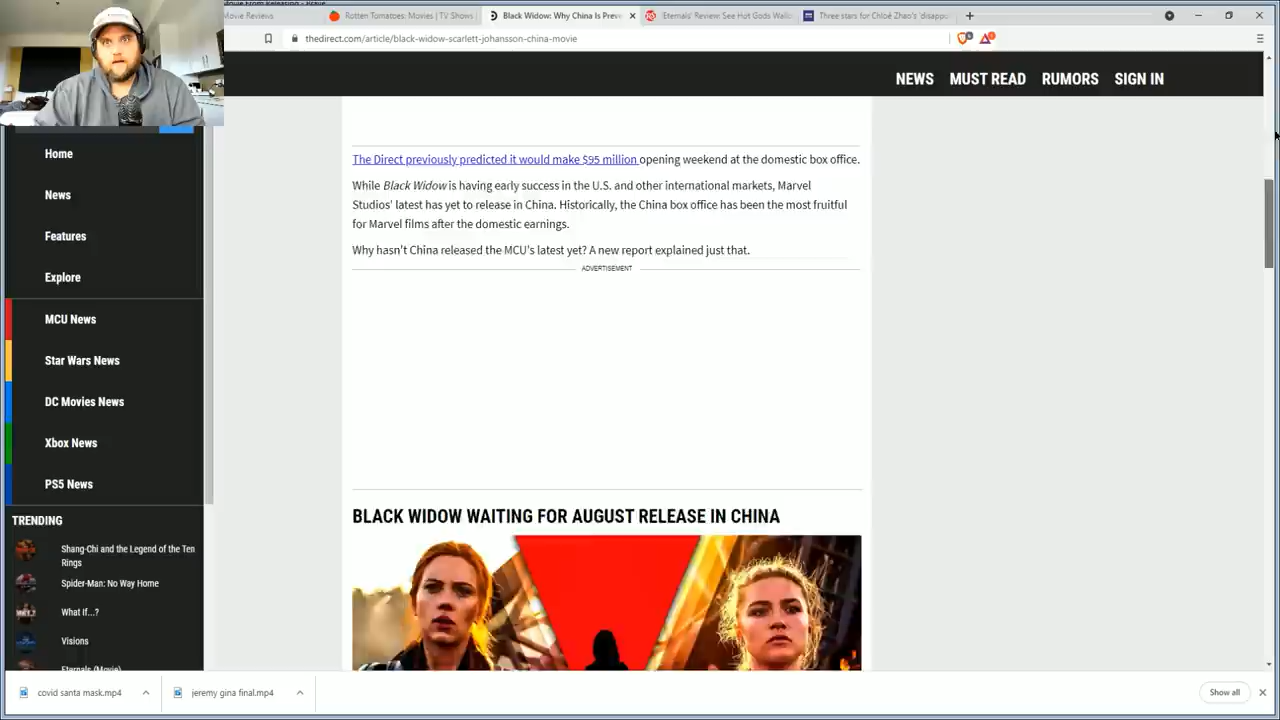 Movie Reviews
Rotten Tomatoes: Movies | TV Shows |
Black Widow: Why China Is Preve
'Eternals' Review: See Hot Gods Walk
Three stars for Chloé Zhao's 'disapp
thedirect.com/article/black-widow-scarlett-johansson-china-movie
NEWS
MUST READ
RUMORS
SIGN IN
Home
News
Features
Explore
MCU News
Star Wars News
DC Movies News
Xbox News
PS5 News
TRENDING
Shang-Chi and the Legend of the Ten
Rings
Spider-Man: No Way Home
What If...?
Visions
Eternals (Movie)
The Direct previously predicted it would make $95 million opening weekend at the domestic box office.
While Black Widow is having early success in the U.S. and other international markets, Marvel
Studios' latest has yet to release in China. Historically, the China box office has been the most fruitful
for Marvel films after the domestic earnings.
Why hasn't China released the MCU's latest yet? A new report explained just that.
ADVERTISEMENT
BLACK WIDOW WAITING FOR AUGUST RELEASE IN CHINA
covid santa mask.mp4
jeremy gina final.mp4
Show all